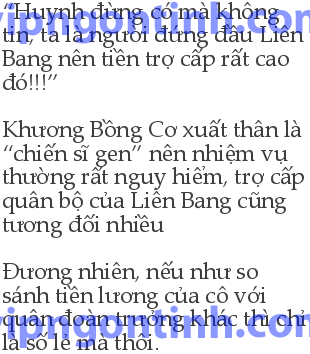 “Huynh đừng có mà không
tin, ta là người đứng đầu Liên
Bang nên tiền trợ cấp rất cao
đó!!!”
Khương Bồng Cơ xuất thân là
“chiến sĩ gen” nên nhiệm vụ
thường rất nguy hiểm, trợ cấp
quân bộ của Liên Bang cũng
tương đối nhiều
Đương nhiên, nếu như so
sánh tiền lương của cô với
quân đoàn trưởng khác thì chỉ
là số lẻ mà thôi.
vipngontinh.com
vipngontinh.com